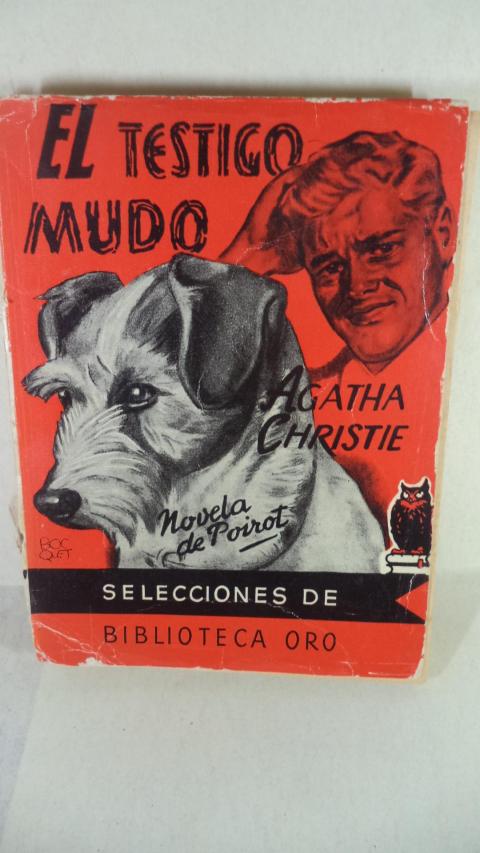 EL TESTIGO
MUDO
AGATHA
CHRISTIE
Novela
de Poirot
BOC
QUET
SELECCIONES DE
BIBLIOTECA ORO